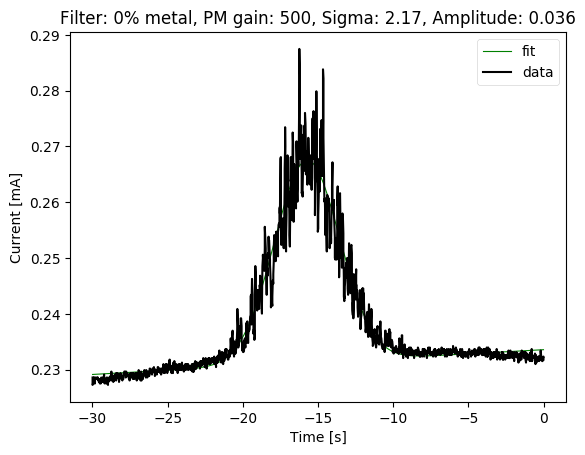 Filter: 0% metal, PM gain: 500, Sigma: 2.17, Amplitude: 0.036
fit
data
0.29
0.28
0.27
0.26
0.25
0.24
0.23
Current [mA]
−30
−25
−20
−15
−10
−5
0
Time [s]